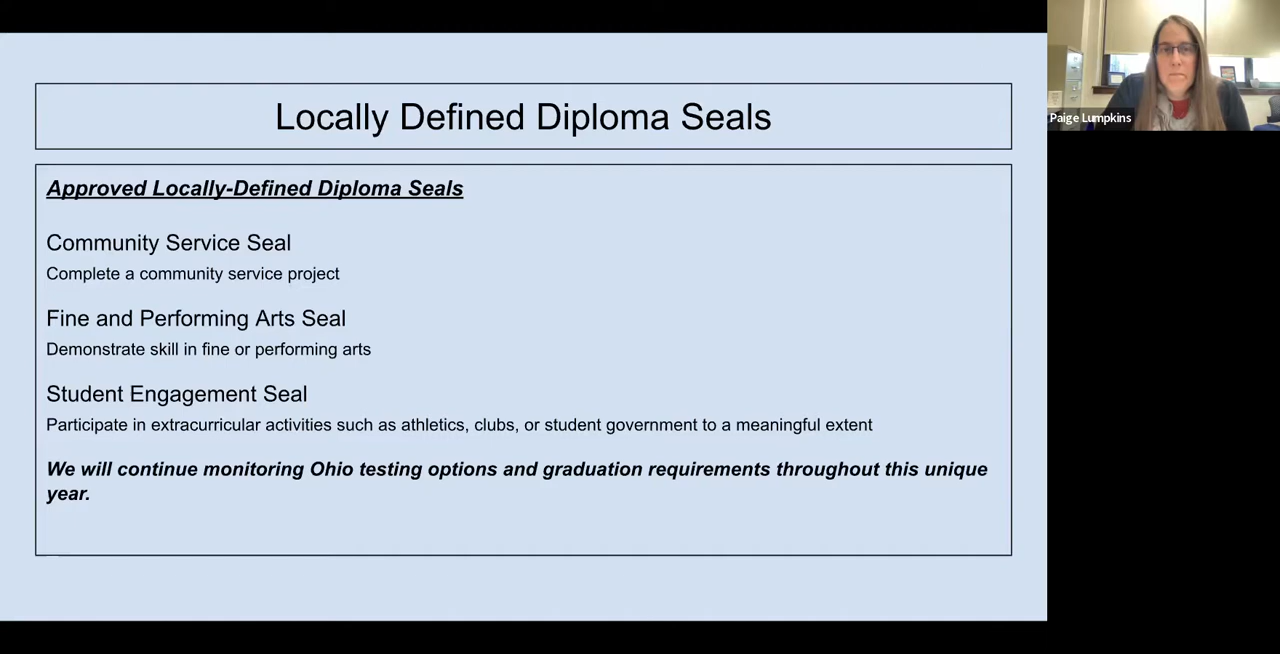 Locally Defined Diploma Seals
Paige Lumpkins
Approved Locally-Defined Diploma Seals
Community Service Seal
Complete a community service project
Fine and Performing Arts Seal
Demonstrate skill in fine or performing arts
Student Engagement Seal
Participate in extracurricular activities such as athletics, clubs, or student government to a meaningful extent
We will continue monitoring Ohio testing options and graduation requirements throughout this unique
year.